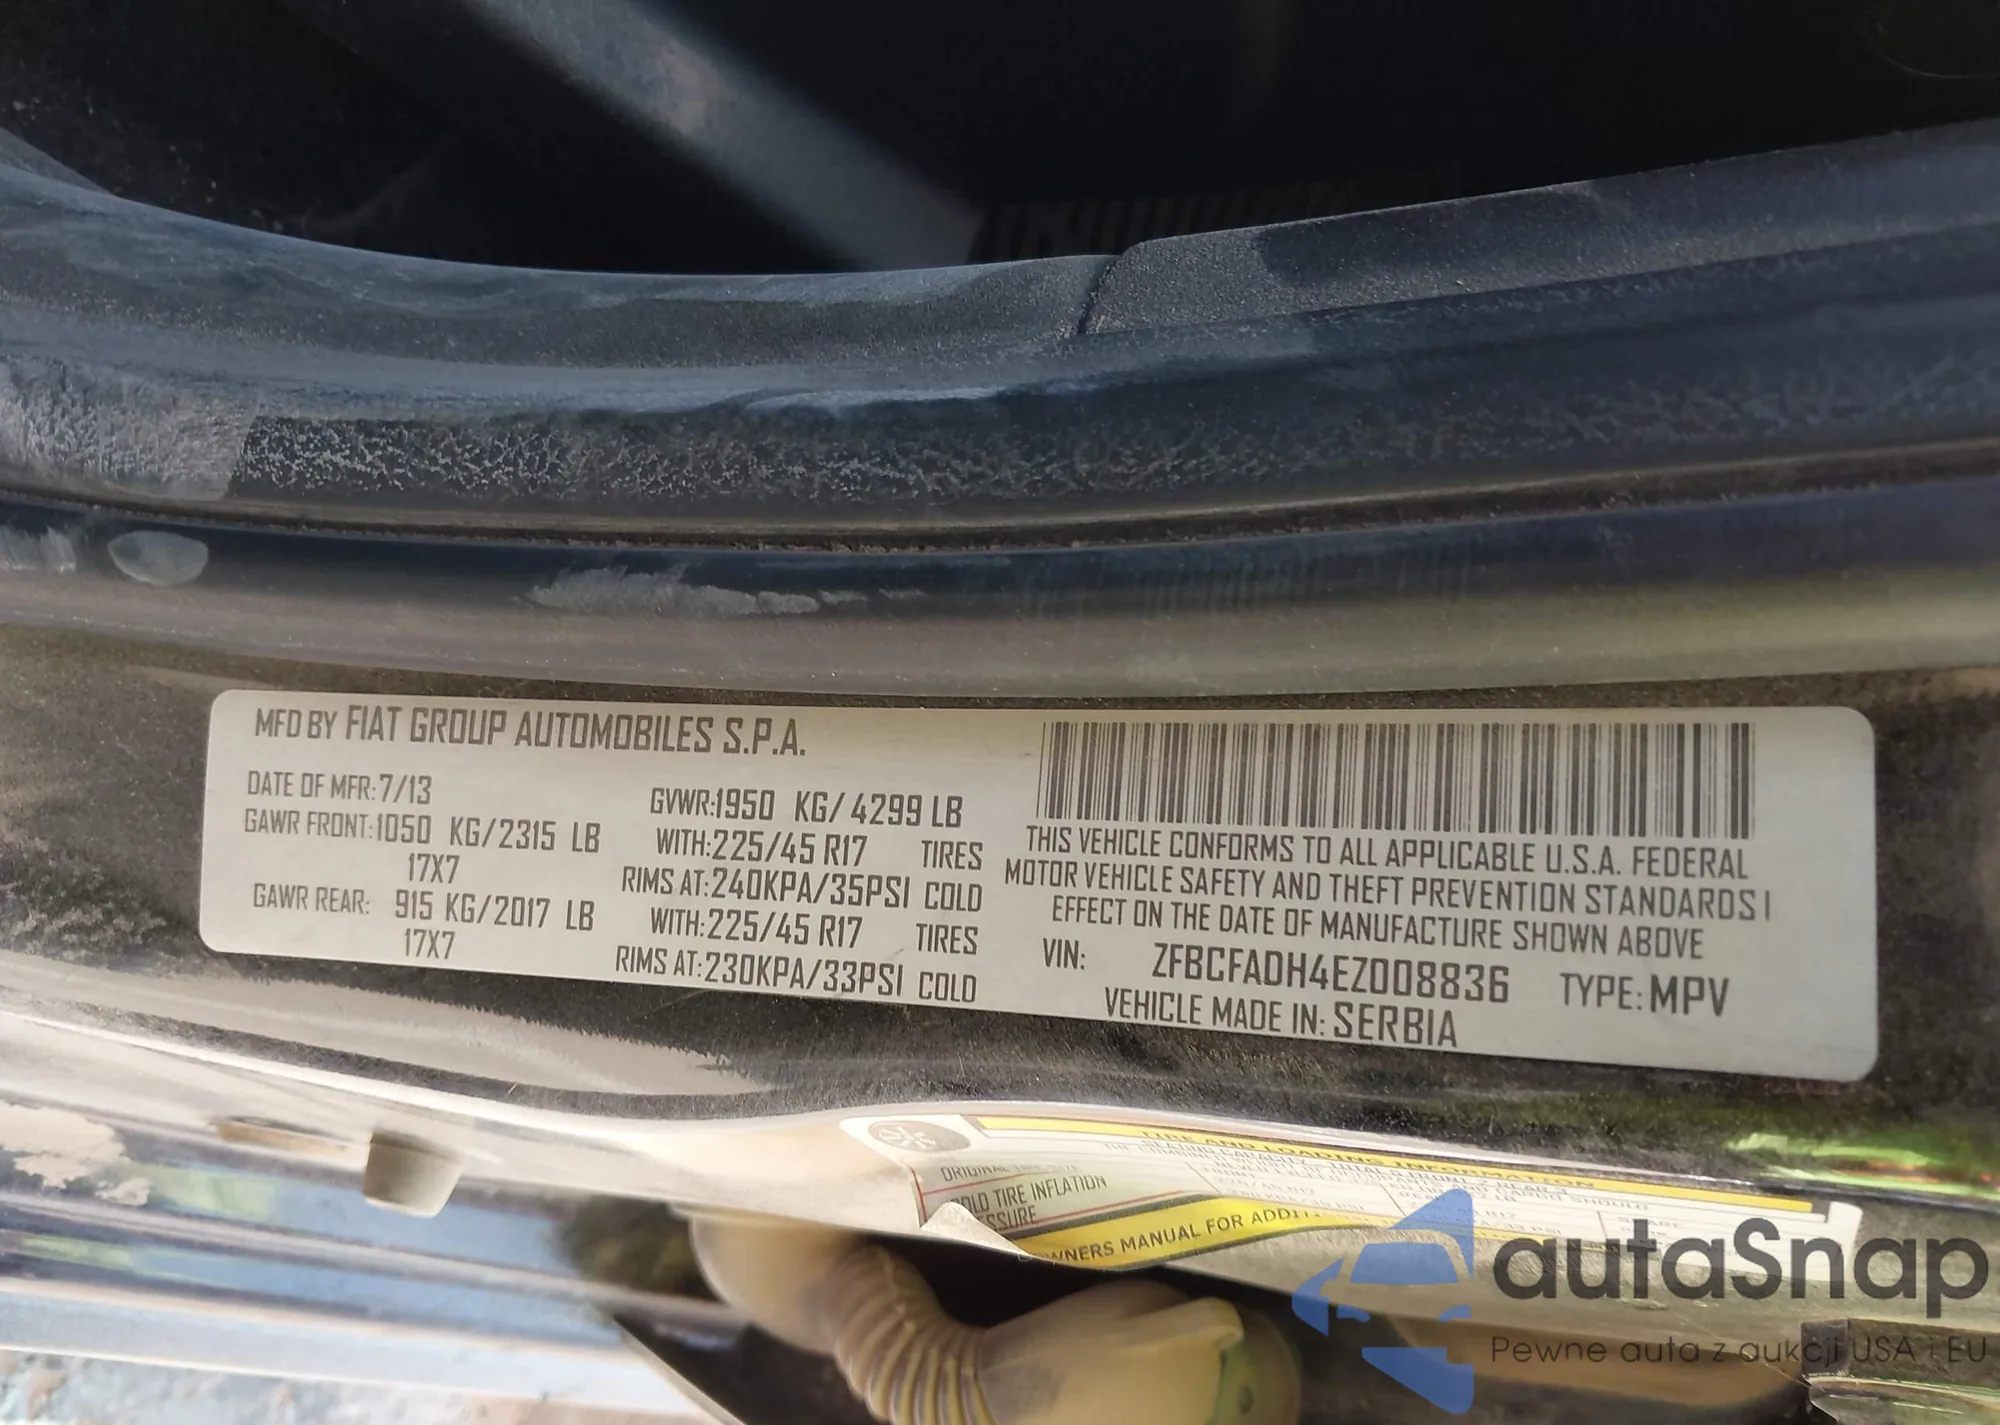 MFD BY FIAT GROUP AUTOMOBILES S.P.A.
DATE OF MFR:7/13
GVWR:1950 KG/ 4299 LB
GAWR FRONT:1050 KG/2315 LB
WITH:225/45 R17 TIRES
17X7
RIMS AT:240KPA/35PSI COLD
GAWR REAR: 915 KG/2017 LB
WITH:225/45 R17 TIRES
17X7
RIMS AT:230KPA/33PSI COLD
THIS VEHICLE CONFORMS TO ALL APPLICABLE U.S.A. FEDERAL
MOTOR VEHICLE SAFETY AND THEFT PREVENTION STANDARDS I
EFFECT ON THE DATE OF MANUFACTURE SHOWN ABOVE
VIN: ZFBCFADH4EZ008836 TYPE: MPV
VEHICLE MADE IN: SERBIA
TIRE AND LOADING INFORMATION
ORIGINAL
OLD TIRE INFLATION
SSURE
OWNERS MANUAL FOR ADDIT
autaSnap
Pewne auta z aukcji USA i EU